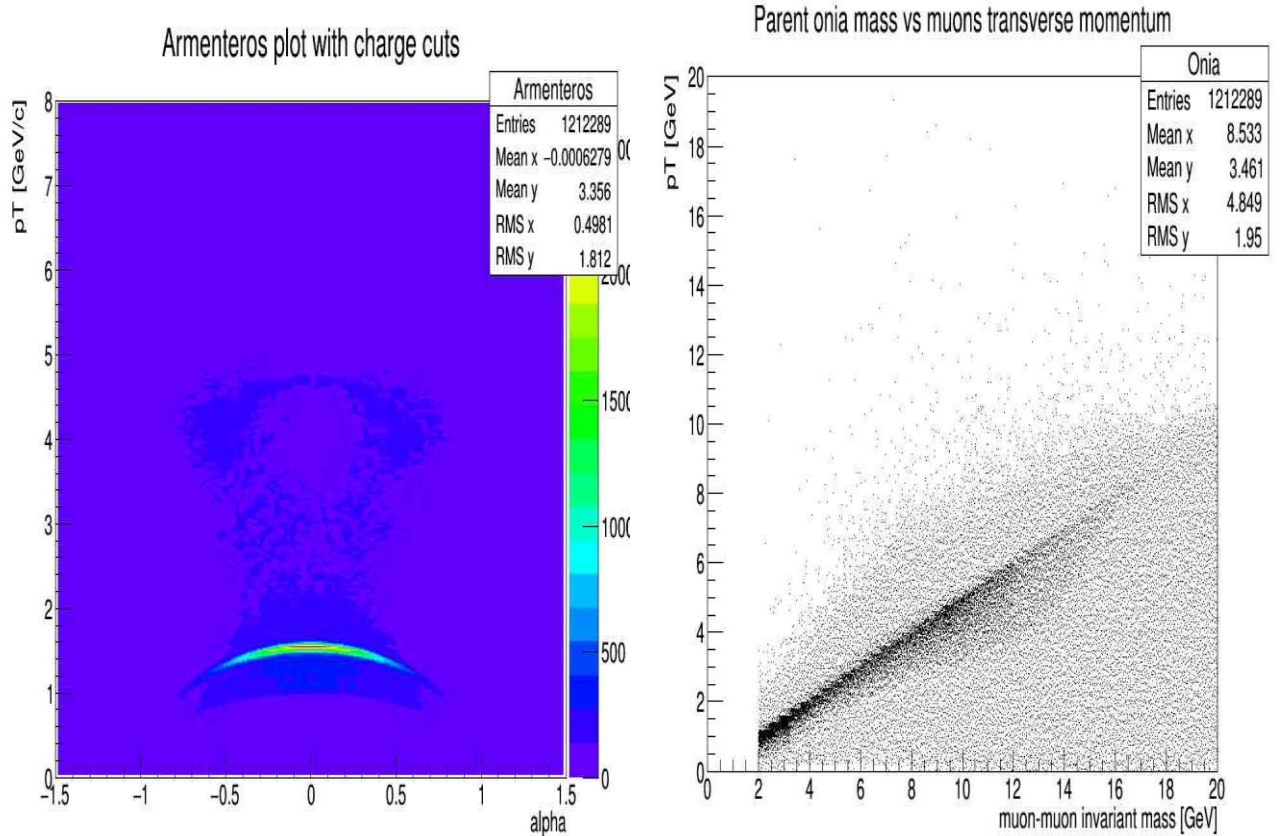 Armenteros plot with charge cuts
Armenteros
Entries 1212289
Mean x −0.0006279
Mean y 3.356
RMS x 0.4981
RMS y 1.812
pT [GeV/c]
8
7
6
5
4
3
2
1
0
−1.5 −1 −0.5 0 0.5 1 1.5
alpha
2000
1500
1000
500
0
Parent onia mass vs muons transverse momentum
Onia
Entries 1212289
Mean x 8.533
Mean y 3.461
RMS x 4.849
RMS y 1.95
pT [GeV]
20
18
16
14
12
10
8
6
4
2
0
0 2 4 6 8 10 12 14 16 18 20
muon-muon invariant mass [GeV]